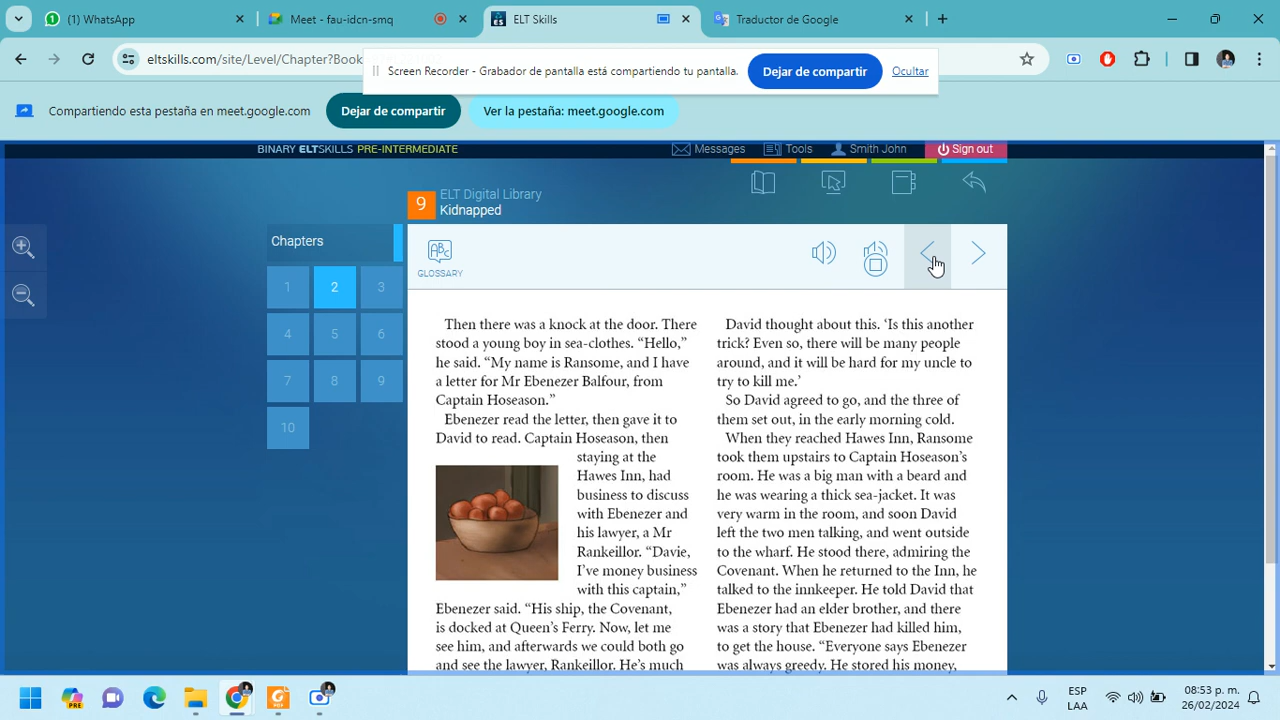 (1) WhatsApp
Meet - fau-idcn-smq
ELT Skills
Traductor de Google
eltskills.com/site/Level/Chapter?Book
Screen Recorder - Grabador de pantalla está compartiendo tu pantalla.
Dejar de compartir
Ocultar
Compartiendo esta pestaña en meet.google.com
Dejar de compartir
Ver la pestaña: meet.google.com
BINARY ELTSKILLS PRE-INTERMEDIATE
Messages
Tools
Smith John
Sign out
9
ELT Digital Library
Kidnapped
Chapters
ABC
GLOSSARY
1 2 3
4 5 6
7 8 9
10
Then there was a knock at the door. There
stood a young boy in sea-clothes. “Hello,”
he said. “My name is Ransome, and I have
a letter for Mr Ebenezer Balfour, from
Captain Hoseason.”
Ebenezer read the letter, then gave it to
David to read. Captain Hoseason, then
staying at the
Hawes Inn, had
business to discuss
with Ebenezer and
his lawyer, a Mr
Rankeillor. “Davie,
I’ve money business
with this captain,”
Ebenezer said. “His ship, the Covenant,
is docked at Queen’s Ferry. Now, let me
see him, and afterwards we could both go
and see the lawyer, Rankeillor. He’s much
David thought about this. ‘Is this another
trick? Even so, there will be many people
around, and it will be hard for my uncle to
try to kill me.’
So David agreed to go, and the three of
them set out, in the early morning cold.
When they reached Hawes Inn, Ransome
took them upstairs to Captain Hoseason’s
room. He was a big man with a beard and
he was wearing a thick sea-jacket. It was
very warm in the room, and soon David
left the two men talking, and went outside
to the wharf. He stood there, admiring the
Covenant. When he returned to the Inn, he
talked to the innkeeper. He told David that
Ebenezer had an elder brother, and there
was a story that Ebenezer had killed him,
to get the house. “Everyone says Ebenezer
was always greedy. He stored his money,
PRE
ESP
LAA
08:53 p. m.
26/02/2024